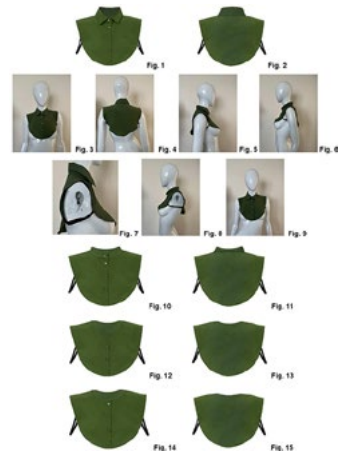 Fig. 1
Fig. 2
Fig. 3
Fig. 4
Fig. 5
Fig. 6
Fig. 7
Fig. 8
Fig. 9
Fig. 10
Fig. 11
Fig. 12
Fig. 13
Fig. 14
Fig. 15